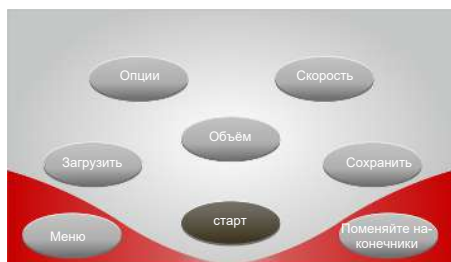 Опции
Скорость
Объём
Загрузить
Сохранить
старт
Меню
Поменяйте на-
конечники